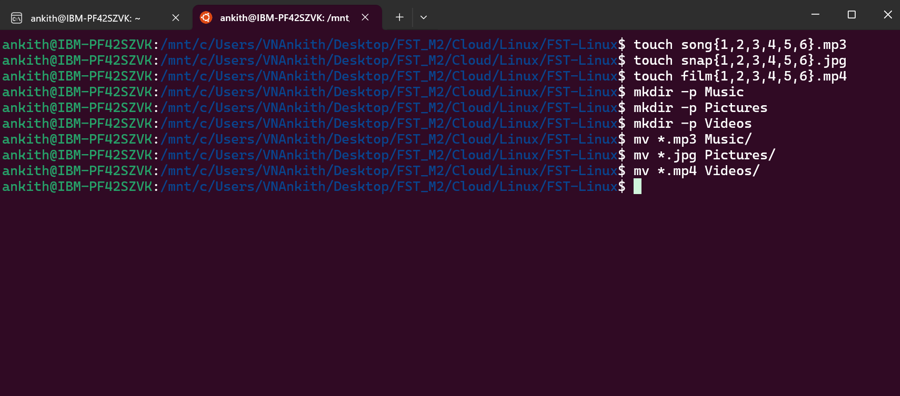 ankith@IBM-PF42SZVK: ~
ankith@IBM-PF42SZVK: /mnt
ankith@IBM-PF42SZVK:/mnt/c/Users/VNAnkith/Desktop/FST_M2/Cloud/Linux/FST-Linux$ touch song{1,2,3,4,5,6}.mp3
ankith@IBM-PF42SZVK:/mnt/c/Users/VNAnkith/Desktop/FST_M2/Cloud/Linux/FST-Linux$ touch snap{1,2,3,4,5,6}.jpg
ankith@IBM-PF42SZVK:/mnt/c/Users/VNAnkith/Desktop/FST_M2/Cloud/Linux/FST-Linux$ touch film{1,2,3,4,5,6}.mp4
ankith@IBM-PF42SZVK:/mnt/c/Users/VNAnkith/Desktop/FST_M2/Cloud/Linux/FST-Linux$ mkdir -p Music
ankith@IBM-PF42SZVK:/mnt/c/Users/VNAnkith/Desktop/FST_M2/Cloud/Linux/FST-Linux$ mkdir -p Pictures
ankith@IBM-PF42SZVK:/mnt/c/Users/VNAnkith/Desktop/FST_M2/Cloud/Linux/FST-Linux$ mkdir -p Videos
ankith@IBM-PF42SZVK:/mnt/c/Users/VNAnkith/Desktop/FST_M2/Cloud/Linux/FST-Linux$ mv *.mp3 Music/
ankith@IBM-PF42SZVK:/mnt/c/Users/VNAnkith/Desktop/FST_M2/Cloud/Linux/FST-Linux$ mv *.jpg Pictures/
ankith@IBM-PF42SZVK:/mnt/c/Users/VNAnkith/Desktop/FST_M2/Cloud/Linux/FST-Linux$ mv *.mp4 Videos/
ankith@IBM-PF42SZVK:/mnt/c/Users/VNAnkith/Desktop/FST_M2/Cloud/Linux/FST-Linux$